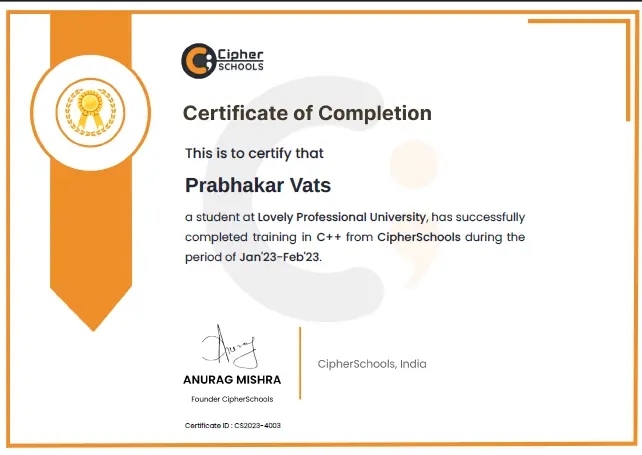 Cipher
SCHOOLS
Certificate of Completion
This is to certify that
Prabhakar Vats
a student at Lovely Professional University, has successfully
completed training in C++ from CipherSchools during the
period of Jan'23-Feb'23.
Anurag
ANURAG MISHRA
Founder CipherSchools
CipherSchools, India
Certificate ID : CS2023-4003